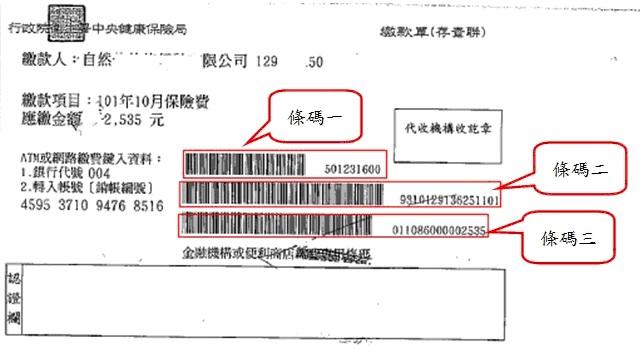 行政院衛生署中央健康保險局
繳款單(存查聯)
繳款人：自然 限公司 129 .50
繳款項目：101年10月保險費
應繳金額 2,535 元
代收機構收訖章
條碼一
ATM或網路繳費鍵入資料：
1.銀行代號 004
2.轉入帳號〔銷帳編號〕
4595 3710 9476 8516
501231600
條碼二
9310129136251101
條碼三
011086000002535
金融機構或便利商店
認證欄